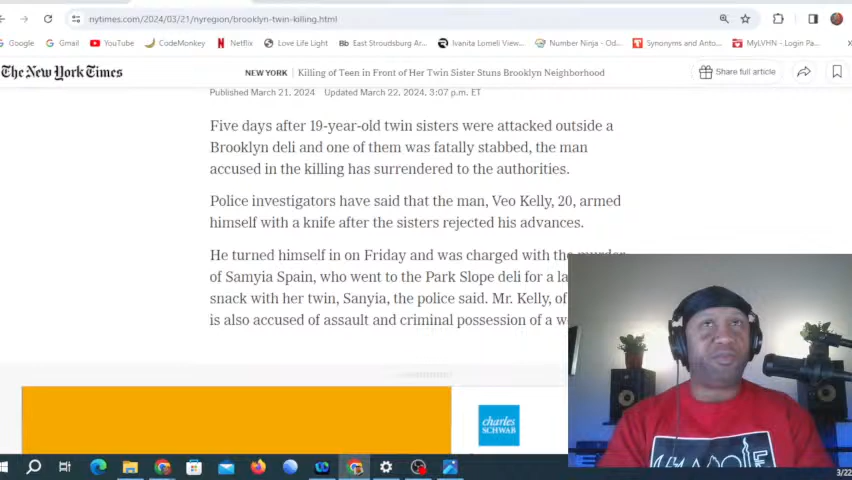 nytimes.com/2024/03/21/nyregion/brooklyn-twin-killing.html
Google Gmail YouTube CodeMonkey Netflix Love Life Light Bb East Stroudsburg Ar... Ivanita Lomeli View... Number Ninja - Od... Synonyms and Anto... MyLVHN - Login Pa...
The New York Times NEW YORK | Killing of Teen in Front of Her Twin Sister Stuns Brooklyn Neighborhood Share full article
Published March 21, 2024 Updated March 22, 2024, 3:07 p.m. ET
Five days after 19-year-old twin sisters were attacked outside a
Brooklyn deli and one of them was fatally stabbed, the man
accused in the killing has surrendered to the authorities.
Police investigators have said that the man, Veo Kelly, 20, armed
himself with a knife after the sisters rejected his advances.
He turned himself in on Friday and was charged with the murder
of Samyia Spain, who went to the Park Slope deli for a la
snack with her twin, Sanyia, the police said. Mr. Kelly, of
is also accused of assault and criminal possession of a w
charles
SCHWAB
3/22